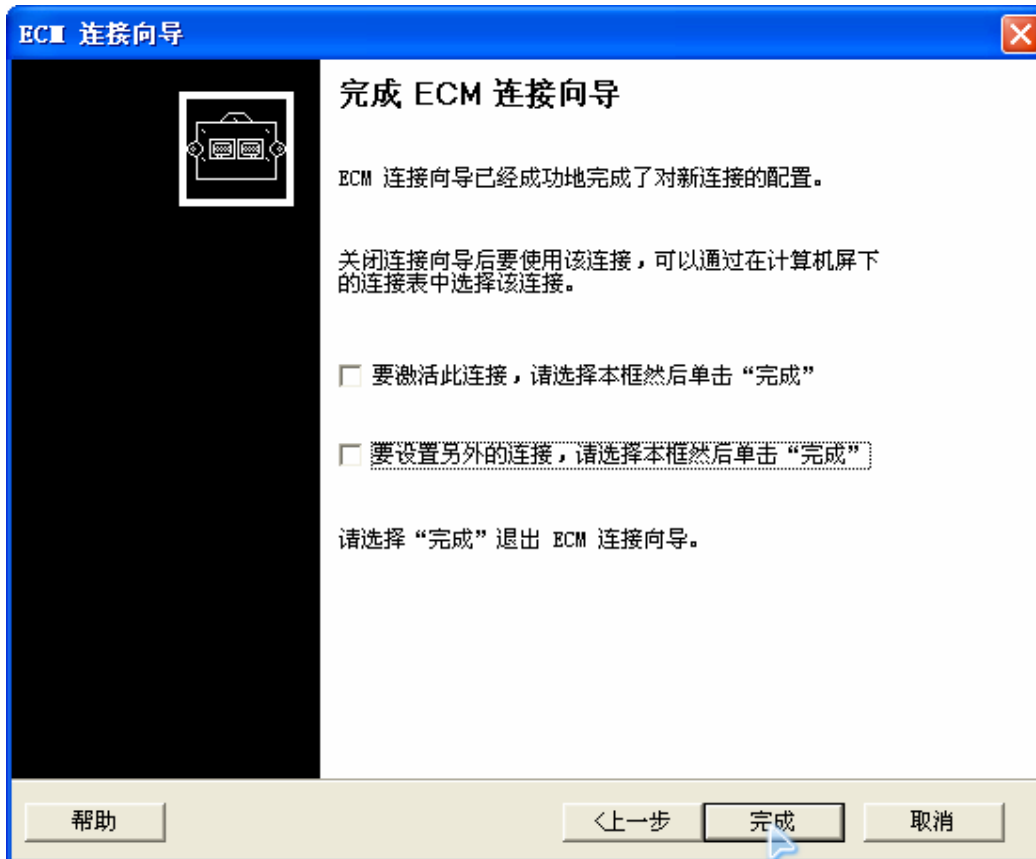 ECM 连接向导
完成 ECM 连接向导
ECM 连接向导已经成功地完成了对新连接的配置。
关闭连接向导后要使用该连接，可以通过在计算机屏下
的连接表中选择该连接。
要激活此连接，请选择本框然后单击“完成”
要设置另外的连接，请选择本框然后单击“完成”
请选择“完成”退出 ECM 连接向导。
帮助
<上一步
完成
取消